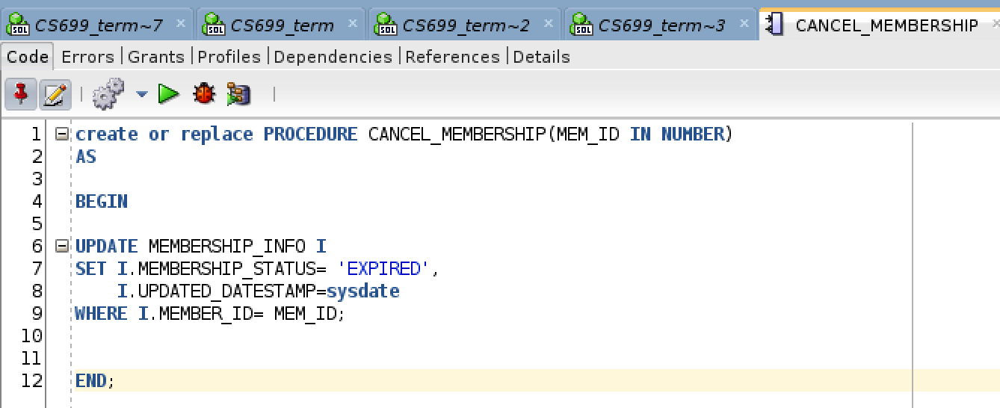 CS699_term~7 CS699_term CS699_term~2 CS699_term~3 CANCEL_MEMBERSHIP
Code Errors Grants Profiles Dependencies References Details
1 create or replace PROCEDURE CANCEL_MEMBERSHIP(MEM_ID IN NUMBER)
2 AS
3
4 BEGIN
5
6 UPDATE MEMBERSHIP_INFO I
7 SET I.MEMBERSHIP_STATUS= 'EXPIRED',
8 I.UPDATED_DATESTAMP=sysdate
9 WHERE I.MEMBER_ID= MEM_ID;
10
11
12 END;